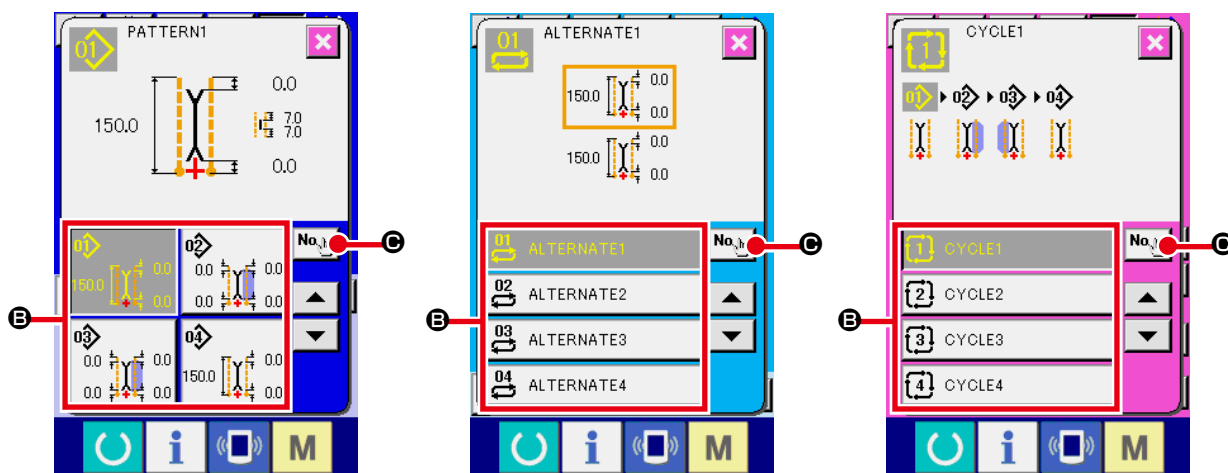 01
PATTERN1
0.0
150.0
7.0
7.0
0.0
01
150.0
0.0
0.0
02
0.0
0.0
0.0
0.0
03
0.0
0.0
0.0
0.0
04
150.0
0.0
0.0
No.
B
C
i
M
01
ALTERNATE1
150.0
0.0
0.0
150.0
0.0
0.0
01
ALTERNATE1
02
ALTERNATE2
03
ALTERNATE3
04
ALTERNATE4
No.
B
C
i
M
1
CYCLE1
01
02
03
04
1
CYCLE1
2
CYCLE2
3
CYCLE3
4
CYCLE4
No.
B
C
i
M